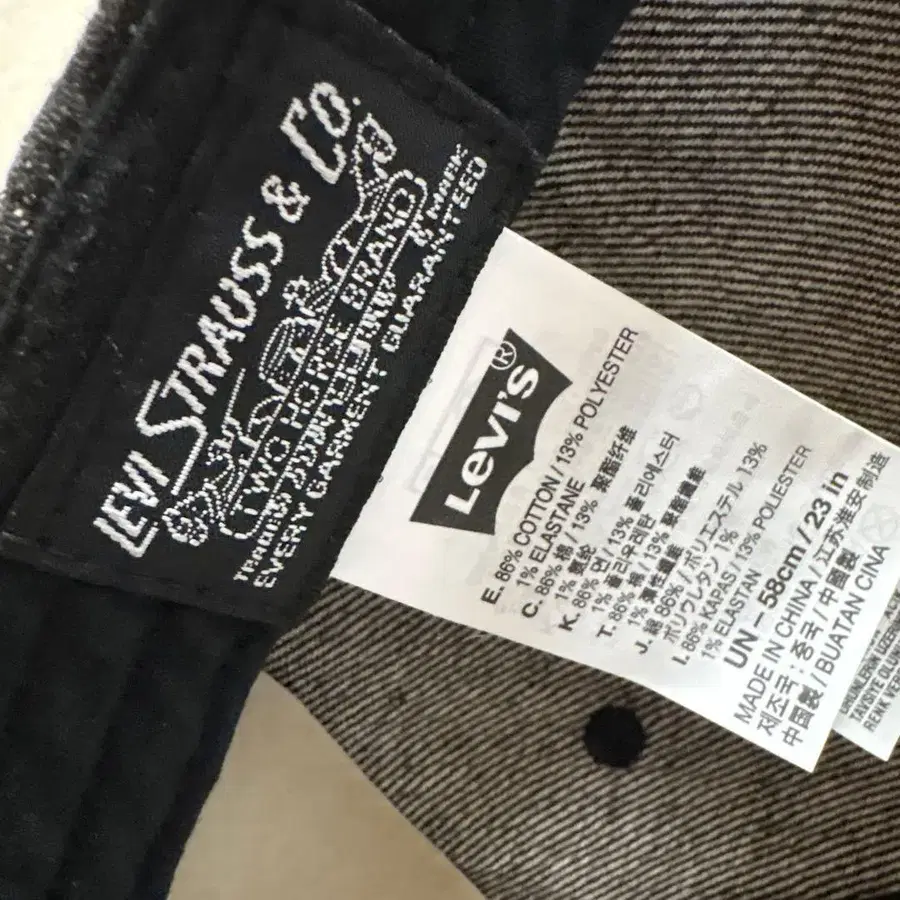 LEVI STRAUSS & CO.
TWO HORSE BRAND
EVERY GARMENT GUARANTEED
Levi's®
E. 86% COTTON / 13% POLYESTER
1% ELASTANE
C. 86% 棉 / 13% 聚酯纤维
1% 氨纶
K. 86% 면 / 13% 폴리에스터
1% 폴리우레탄
T. 86% 棉 / 13% 聚酯纖維
1% 彈性纖維
J. 綿 86% / ポリエステル 13%
ポリウレタン 1%
I. 86% KAPAS / 13% POLIESTER
1% ELASTAN
UN - 58cm / 23 in
MADE IN CHINA / 江苏淮安制造
제조국 : 중국 / 中国製
中國製 / BUATAN CINA